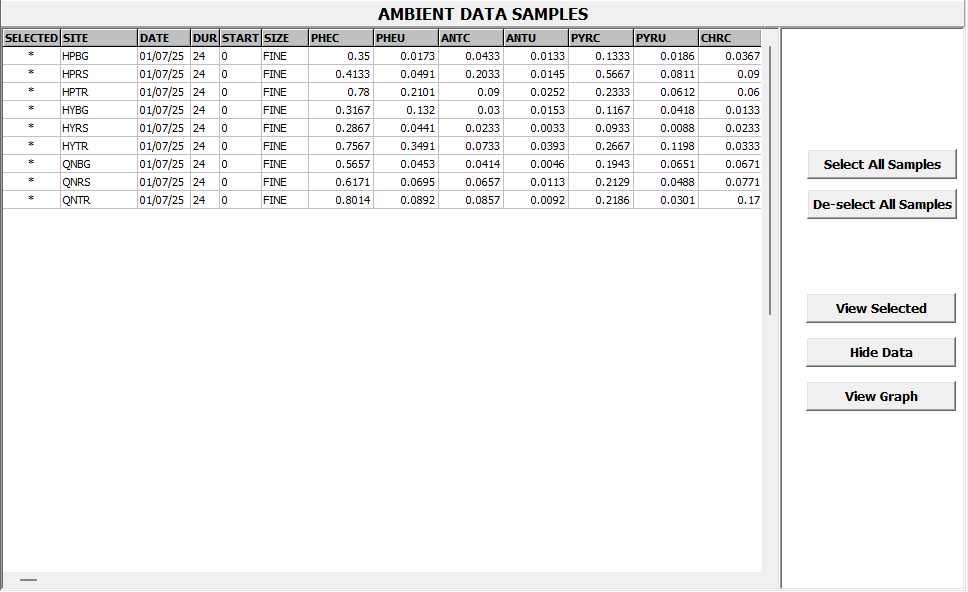 AMBIENT DATA SAMPLES
SELECTED SITE DATE DUR START SIZE PHEC PHEU ANTC ANTU PYRC PYRU CHRC
* HPBG 01/07/25 24 0 FINE 0.35 0.0173 0.0433 0.0133 0.1333 0.0186 0.0367
* HPRS 01/07/25 24 0 FINE 0.4133 0.0491 0.2033 0.0145 0.5667 0.0811 0.09
* HPTR 01/07/25 24 0 FINE 0.78 0.2101 0.09 0.0252 0.2333 0.0612 0.06
* HYBG 01/07/25 24 0 FINE 0.3167 0.132 0.03 0.0153 0.1167 0.0418 0.0133
* HYRS 01/07/25 24 0 FINE 0.2867 0.0441 0.0233 0.0033 0.0933 0.0088 0.0233
* HYTR 01/07/25 24 0 FINE 0.7567 0.3491 0.0733 0.0393 0.2667 0.1198 0.0333
* QNBG 01/07/25 24 0 FINE 0.5657 0.0453 0.0414 0.0046 0.1943 0.0651 0.0671
* QNRS 01/07/25 24 0 FINE 0.6171 0.0695 0.0657 0.0113 0.2129 0.0488 0.0771
* QNTR 01/07/25 24 0 FINE 0.8014 0.0892 0.0857 0.0092 0.2186 0.0301 0.17
Select All Samples
De-select All Samples
View Selected
Hide Data
View Graph